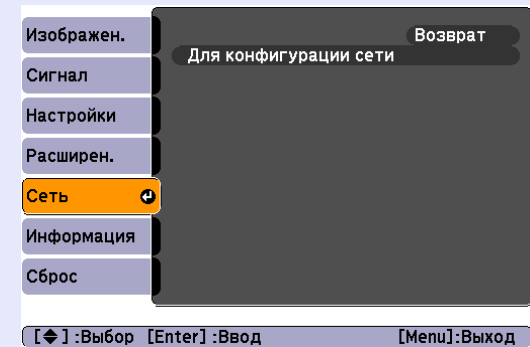 Изображен.
Сигнал
Настройки
Расширен.
Сеть
Информация
Сброс
Возврат
Для конфигурации сети
[◆] :Выбор [Enter] :Ввод [Menu]:Выход